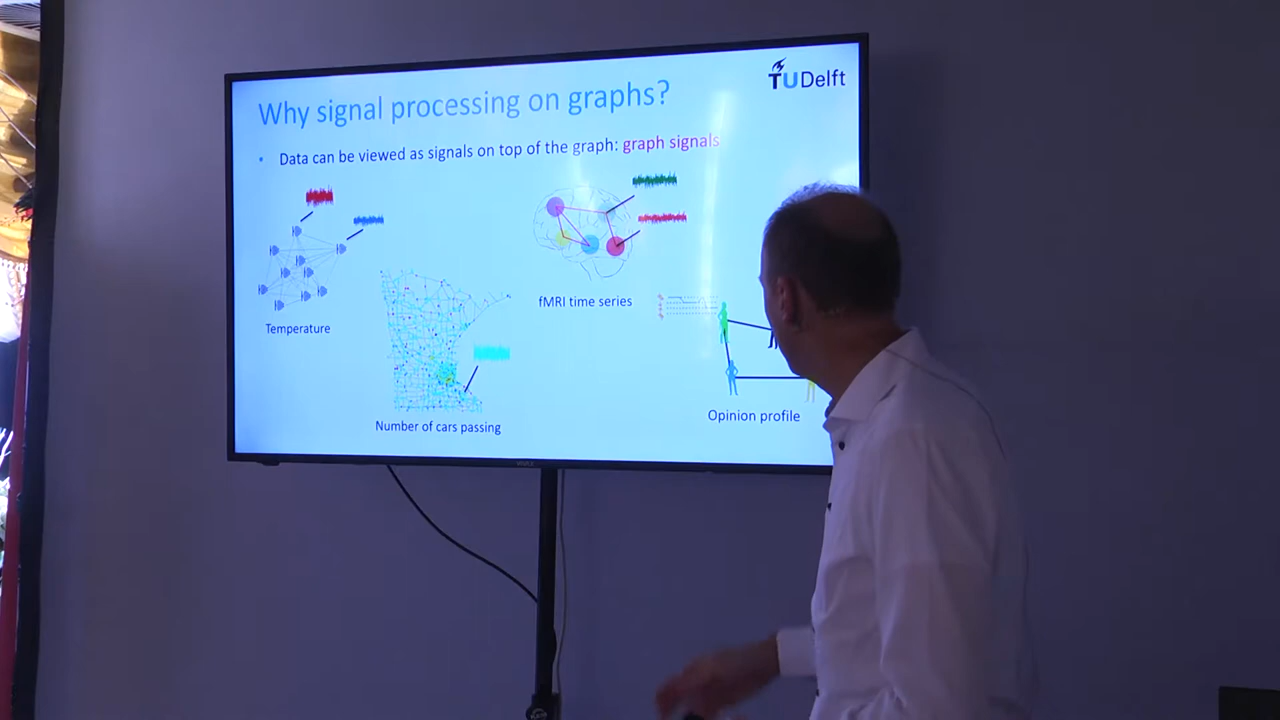 TUDelft
Why signal processing on graphs?
• Data can be viewed as signals on top of the graph: graph signals
fMRI time series
Temperature
Opinion profile
Number of cars passing